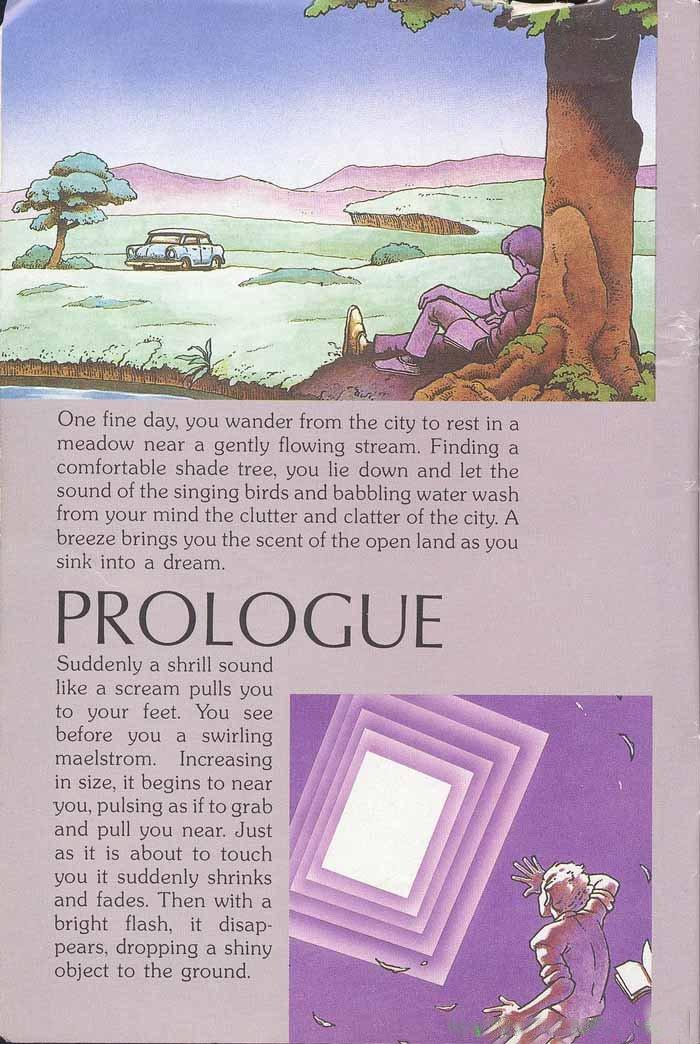 One fine day, you wander from the city to rest in a
meadow near a gently flowing stream. Finding a
comfortable shade tree, you lie down and let the
sound of the singing birds and babbling water wash
from your mind the clutter and clatter of the city. A
breeze brings you the scent of the open land as you
sink into a dream.
PROLOGUE
Suddenly a shrill sound
like a scream pulls you
to your feet. You see
before you a swirling
maelstrom. Increasing
in size, it begins to near
you, pulsing as if to grab
and pull you near. Just
as it is about to touch
you it suddenly shrinks
and fades. Then with a
bright flash, it disap-
pears, dropping a shiny
object to the ground.